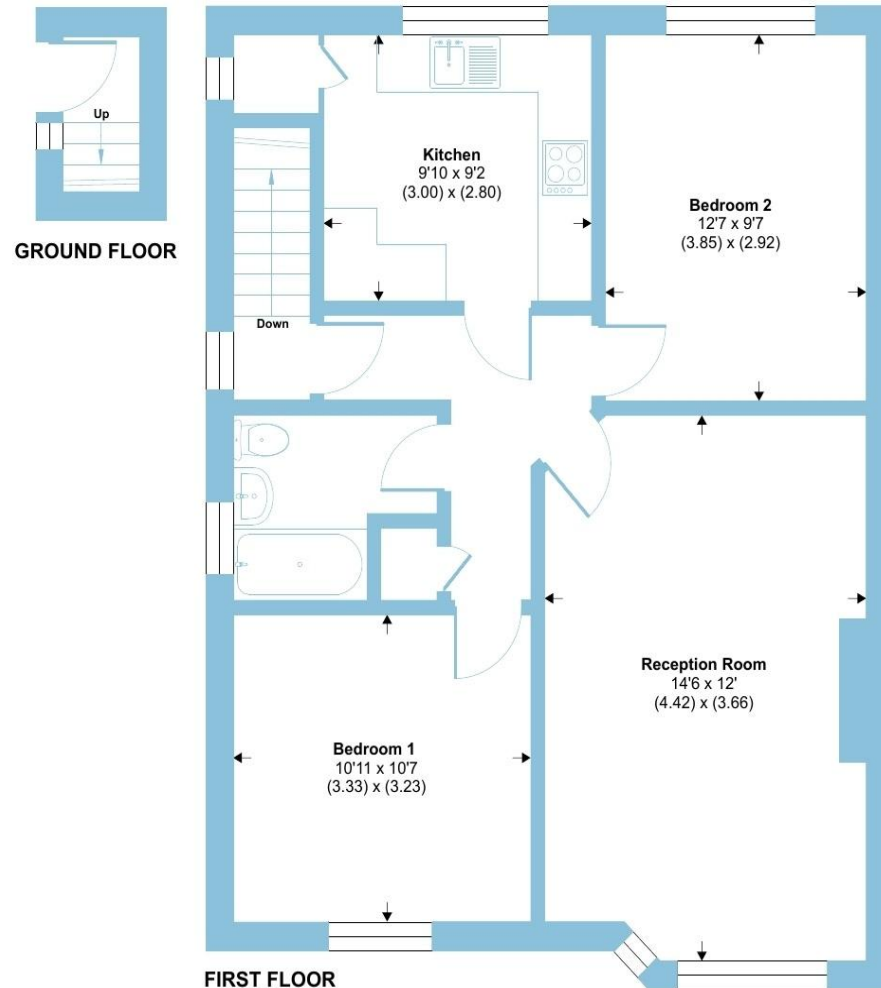 Up
GROUND FLOOR
Kitchen
9'10 x 9'2
(3.00) x (2.80)
Bedroom 2
12'7 x 9'7
(3.85) x (2.92)
Down
Reception Room
14'6 x 12'
(4.42) x (3.66)
Bedroom 1
10'11 x 10'7
(3.33) x (3.23)
FIRST FLOOR